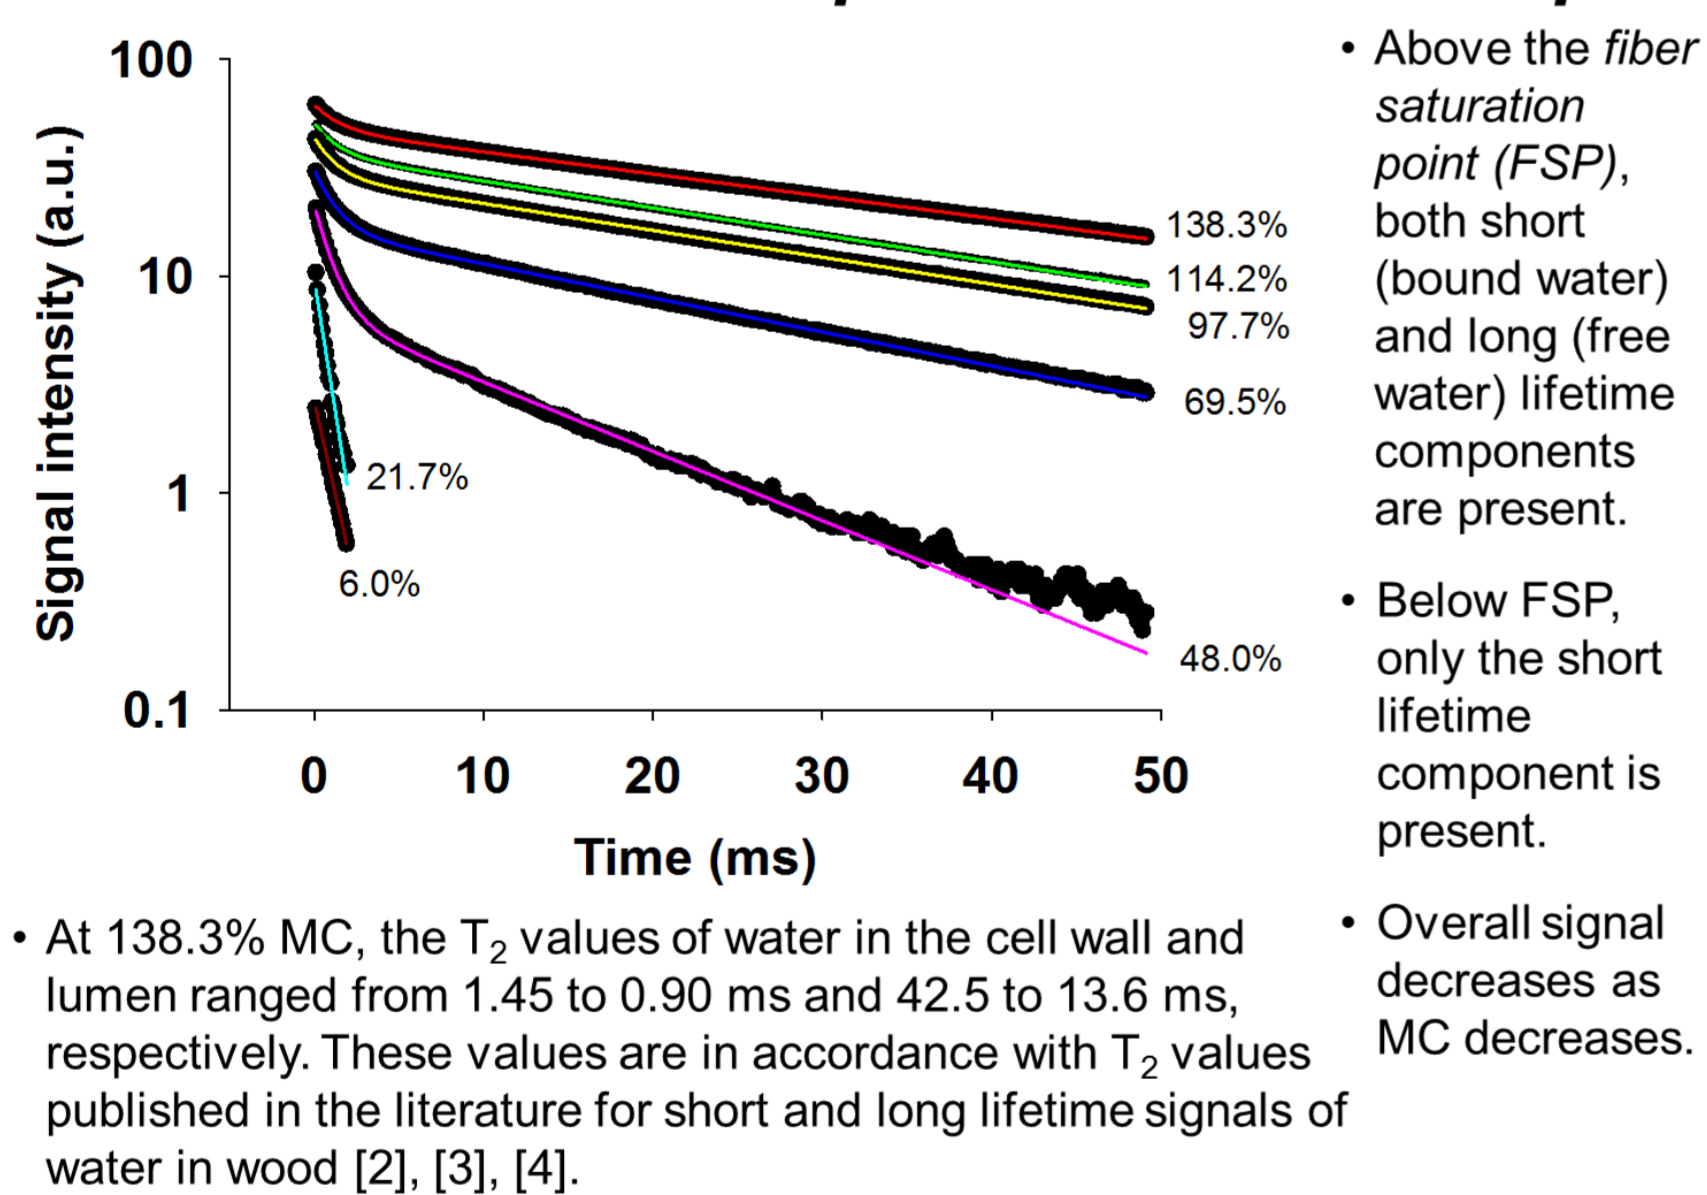 100
10
1
0.1
Signal intensity (a.u.)
138.3%
114.2%
97.7%
69.5%
21.7%
6.0%
48.0%
0 10 20 30 40 50
Time (ms)
• Above the fiber
saturation
point (FSP),
both short
(bound water)
and long (free
water) lifetime
components
are present.
• Below FSP,
only the short
lifetime
component is
present.
• Overall signal
decreases as
MC decreases.
• At 138.3% MC, the T₂ values of water in the cell wall and
lumen ranged from 1.45 to 0.90 ms and 42.5 to 13.6 ms,
respectively. These values are in accordance with T₂ values
published in the literature for short and long lifetime signals of
water in wood [2], [3], [4].